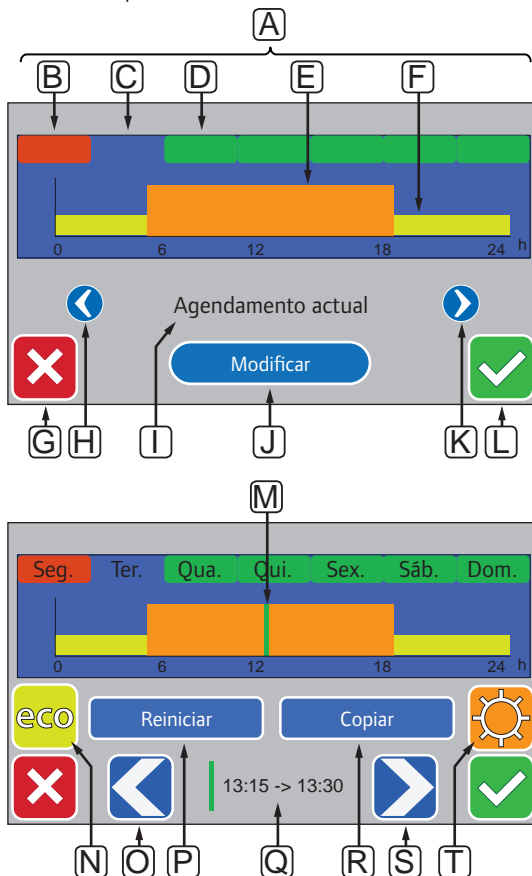 A
B C D E F
0 6 12 18 24 h
Agendamento actual
Modificar
G H I J K L
M
Seg. Ter. Qua. Qui. Sex. Sáb. Dom.
0 6 12 18 24 h
eco Reiniciar Copiar
13:15 -> 13:30
N O P Q R S T